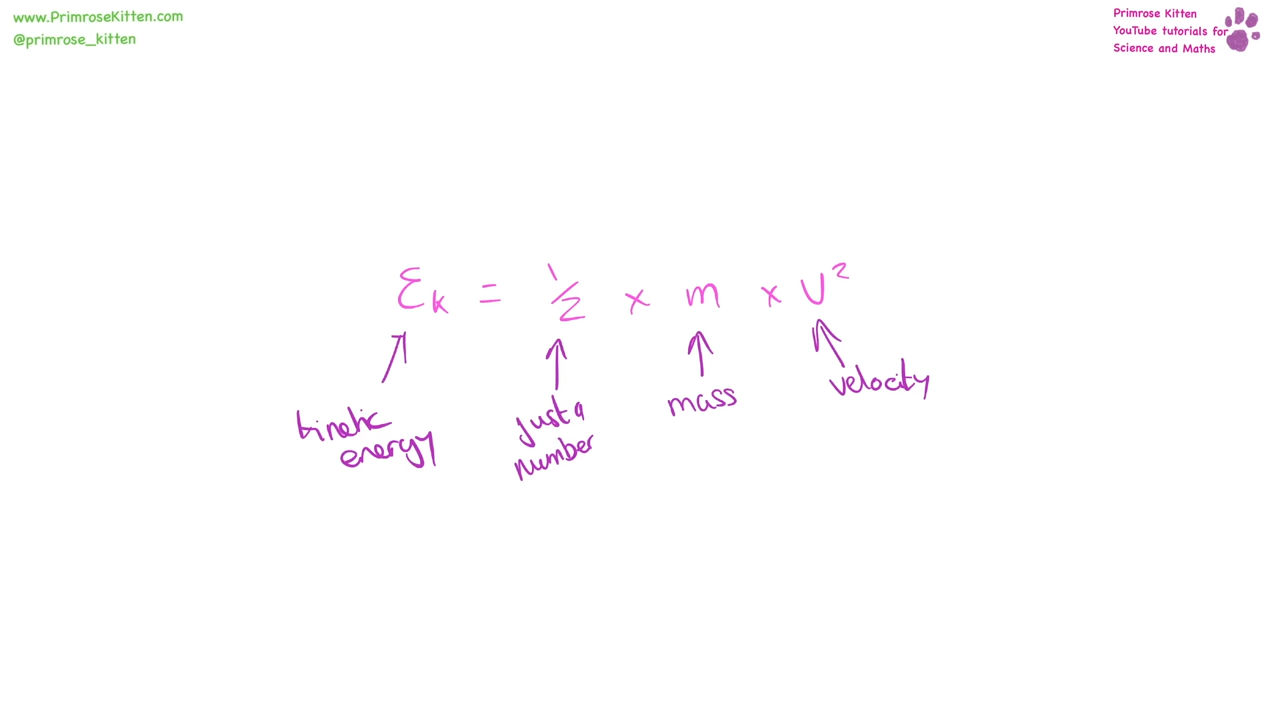 www.PrimroseKitten.com
@primrose_kitten
Primrose Kitten
YouTube tutorials for
Science and Maths
Ek = 1/2 × m × v²
kinetic
energy
just a
number
mass
velocity